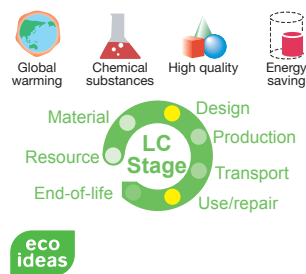 Global
warming
Chemical
substances
High quality
Energy
saving
Material
Design
Resource
LC
Stage
Production
Transport
End-of-life
Use/repair
eco
ideas